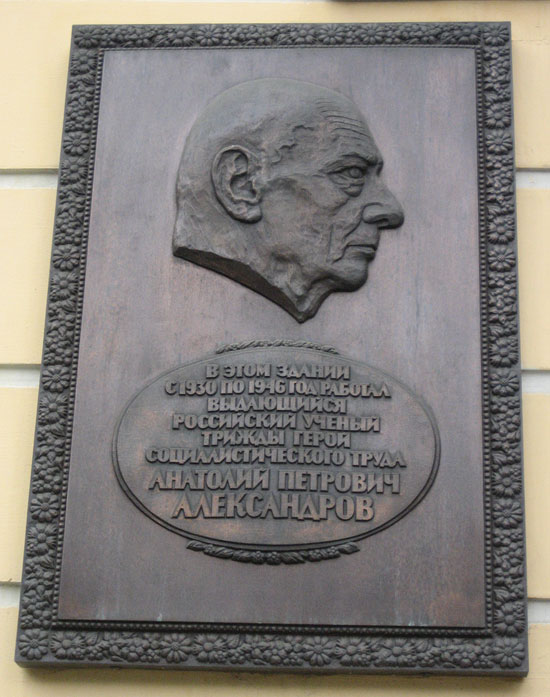 В ЭТОМ ЗДАНИИ
С 1930 ПО 1946 ГОД РАБОТАЛ
ВЫДАЮЩИЙСЯ
РОССИЙСКИЙ УЧЕНЫЙ
ТРИЖДЫ ГЕРОЙ
СОЦИАЛИСТИЧЕСКОГО ТРУДА
АНАТОЛИЙ ПЕТРОВИЧ
АЛЕКСАНДРОВ